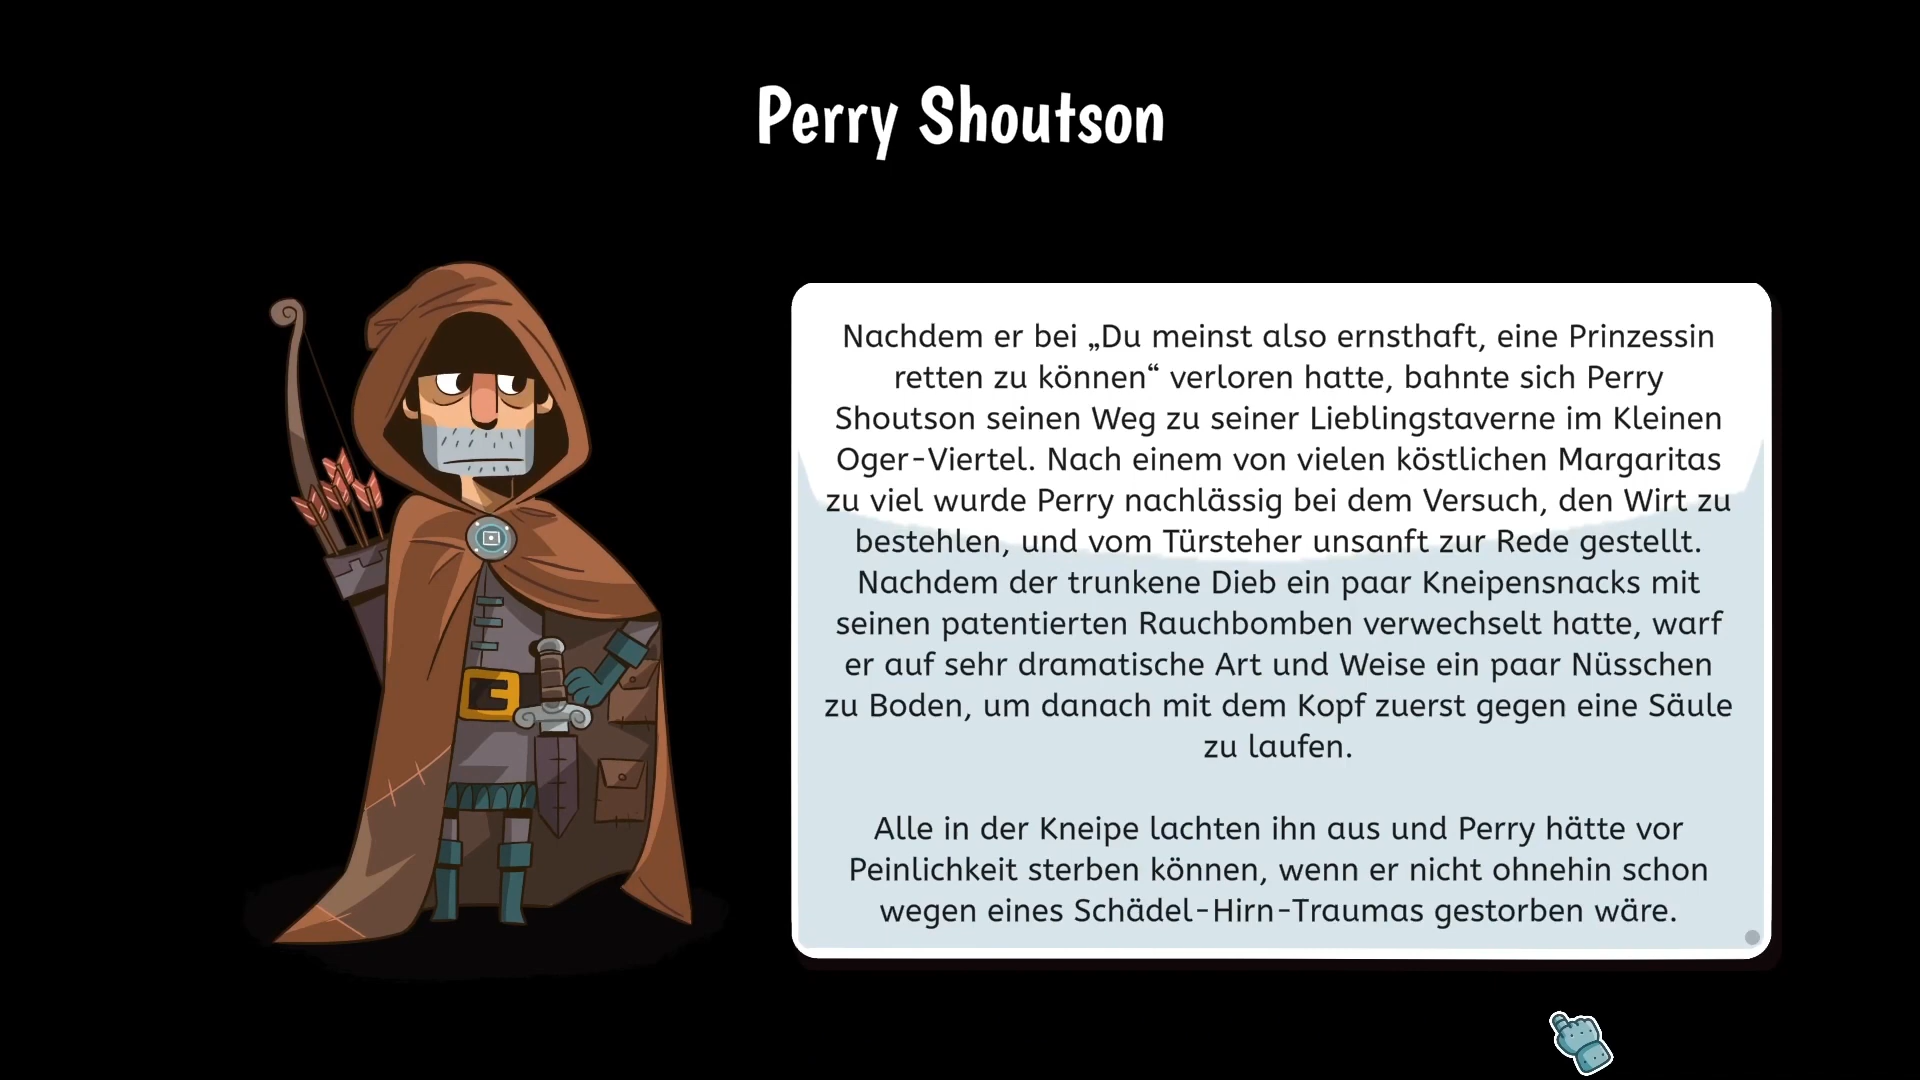 Perry Shoutson
Nachdem er bei „Du meinst also ernsthaft, eine Prinzessin
retten zu können“ verloren hatte, bahnte sich Perry
Shoutson seinen Weg zu seiner Lieblingstaverne im Kleinen
Oger-Viertel. Nach einem von vielen köstlichen Margaritas
zu viel wurde Perry nachlässig bei dem Versuch, den Wirt zu
bestehlen, und vom Türsteher unsanft zur Rede gestellt.
Nachdem der trunkene Dieb ein paar Kneipensnacks mit
seinen patentierten Rauchbomben verwechselt hatte, warf
er auf sehr dramatische Art und Weise ein paar Nüsschen
zu Boden, um danach mit dem Kopf zuerst gegen eine Säule
zu laufen.
Alle in der Kneipe lachten ihn aus und Perry hätte vor
Peinlichkeit sterben können, wenn er nicht ohnehin schon
wegen eines Schädel-Hirn-Traumas gestorben wäre.